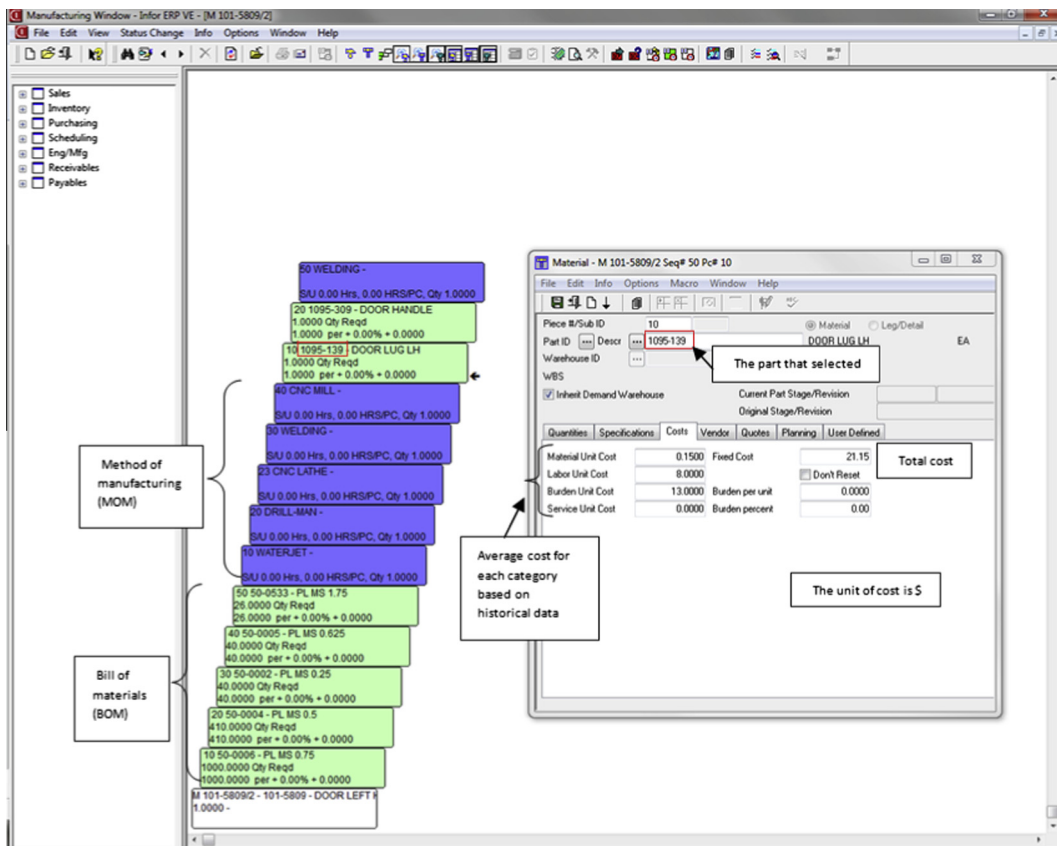 Manufacturing Window - Infor ERP VE - [M 101-5809/2]
File Edit View Status Change Info Options Window Help
Sales
Inventory
Purchasing
Scheduling
Eng/Mfg
Receivables
Payables
50 WELDING -
S/U 0.00 Hrs, 0.00 HRS/PC, Qty 1.0000
20 1095-309 - DOOR HANDLE
1.0000 Qty Reqd
1.0000 per + 0.00% + 0.0000
10 1095-139 - DOOR LUG LH
1.0000 Qty Reqd
1.0000 per + 0.00% + 0.0000
40 CNC MILL -
S/U 0.00 Hrs, 0.00 HRS/PC, Qty 1.0000
30 WELDING -
S/U 0.00 Hrs, 0.00 HRS/PC, Qty 1.0000
23 CNC LATHE -
S/U 0.00 Hrs, 0.00 HRS/PC, Qty 1.0000
20 DRILL-MAN -
S/U 0.00 Hrs, 0.00 HRS/PC, Qty 1.0000
10 WATERJET -
S/U 0.00 Hrs, 0.00 HRS/PC, Qty 1.0000
50 50-0533 - PL MS 1.75
26.0000 Qty Reqd
26.0000 per + 0.00% + 0.0000
40 50-0005 - PL MS 0.625
40.0000 Qty Reqd
40.0000 per + 0.00% + 0.0000
30 50-0002 - PL MS 0.25
40.0000 Qty Reqd
40.0000 per + 0.00% + 0.0000
20 50-0004 - PL MS 0.5
410.0000 Qty Reqd
410.0000 per + 0.00% + 0.0000
10 50-0006 - PL MS 0.75
1000.0000 Qty Reqd
1000.0000 per + 0.00% + 0.0000
M 101-5809/2 - 101-5809 - DOOR LEFT H
1.0000 -
Method of
manufacturing
(MOM)
Bill of
materials
(BOM)
Material - M 101-5809/2 Seq# 50 Pc# 10
File Edit Info Options Macro Window Help
Piece #/Sub ID 10 Material Leg/Detail
Part ID ... Descr ... 1095-139 DOOR LUG LH EA
Warehouse ID ...
WBS
The part that selected
Inherit Demand Warehouse Current Part Stage/Revision
Original Stage/Revision
Quantities Specifications Costs Vendor Quotes Planning User Defined
Material Unit Cost 0.1500 Fixed Cost 21.15
Labor Unit Cost 8.0000 Don't Reset
Burden Unit Cost 13.0000 Burden per unit 0.0000
Service Unit Cost 0.0000 Burden percent 0.00
Total cost
Average cost for
each category
based on
historical data
The unit of cost is $